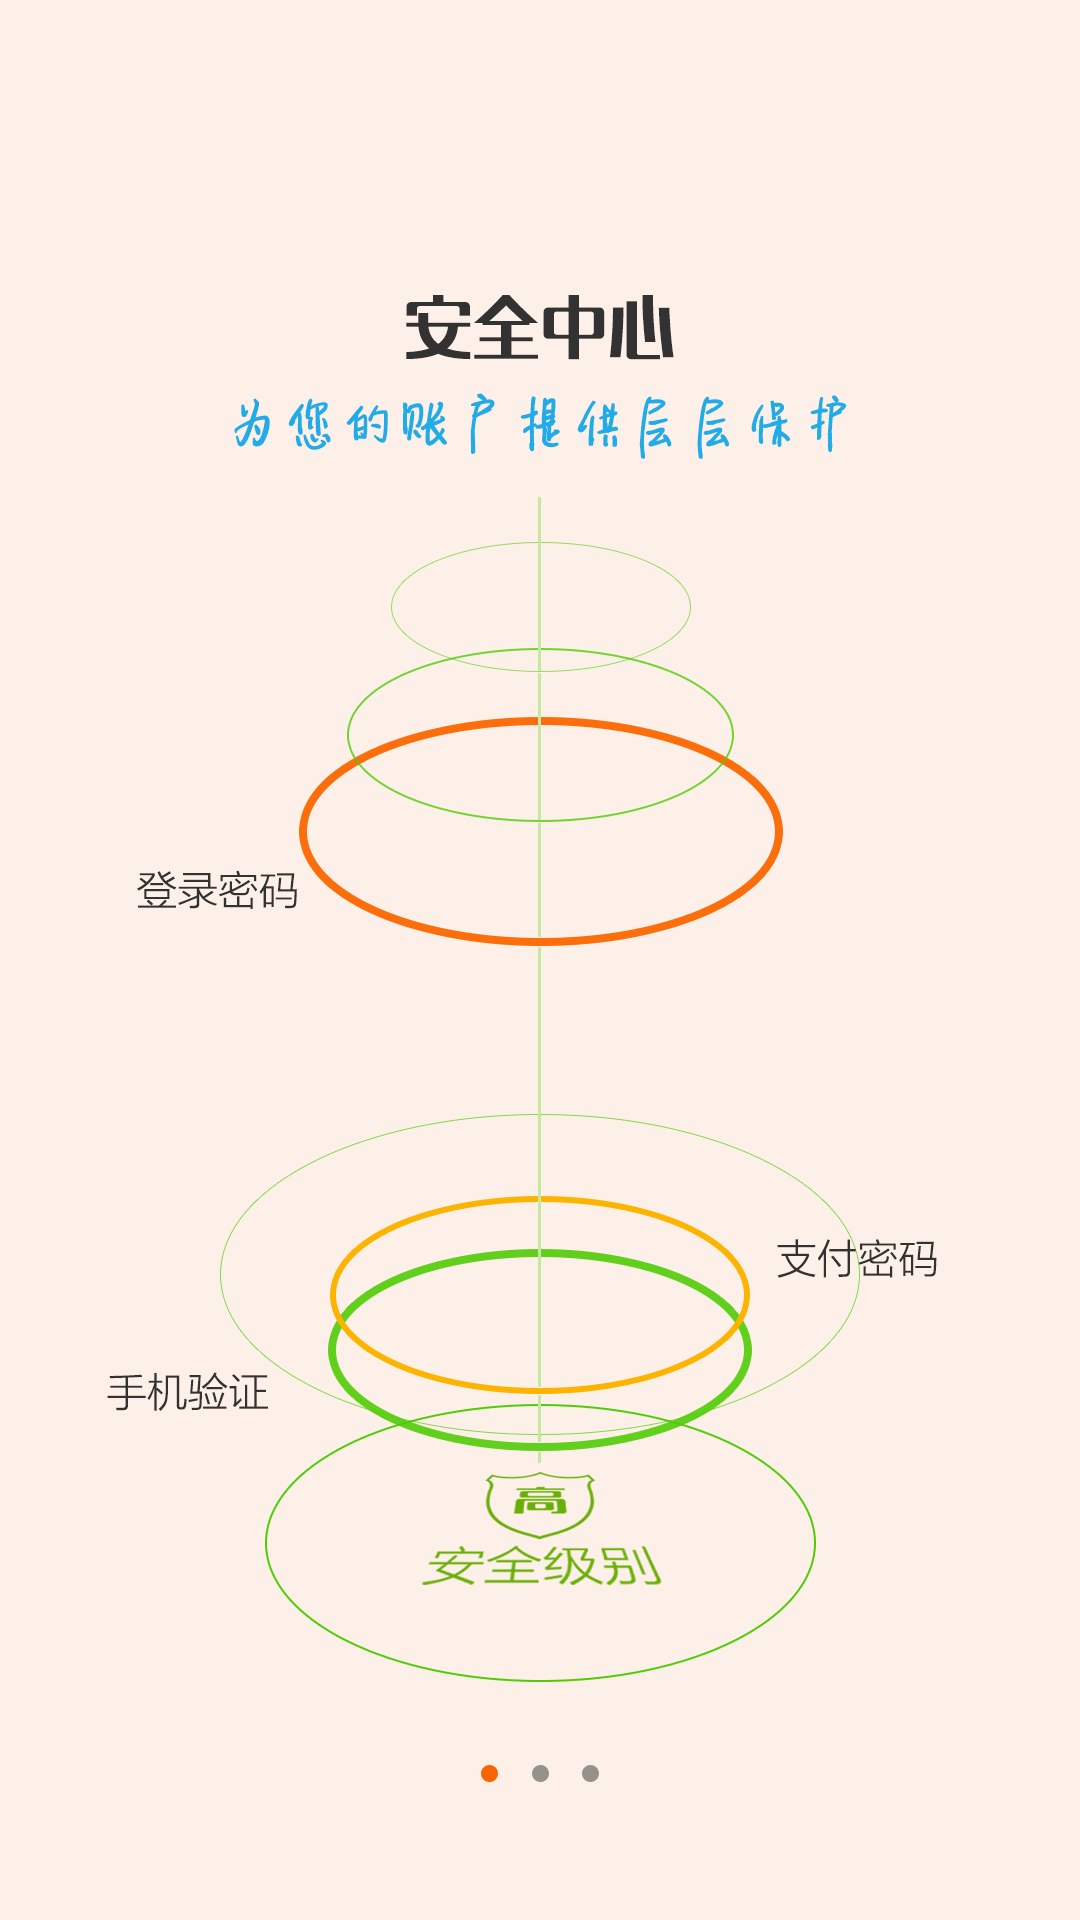 安全中心
为您的账户提供层层保护
登录密码
支付密码
手机验证
高
安全级别